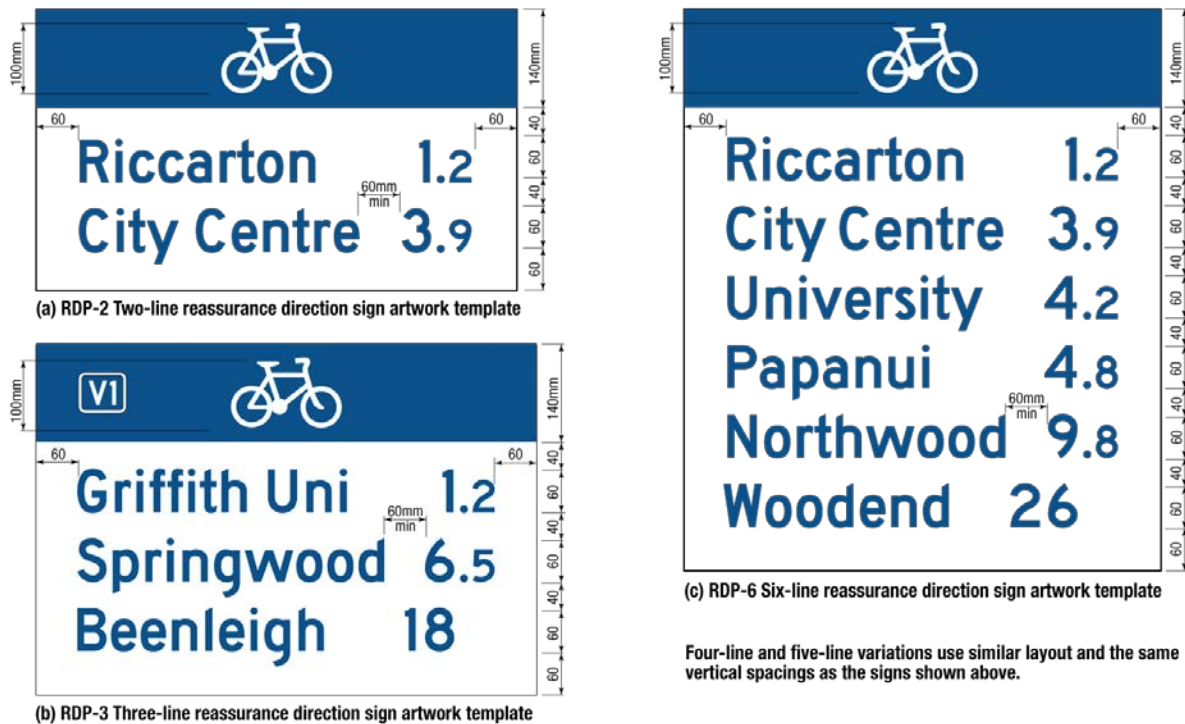 100mm
140mm
60
60
40
Riccarton 1.2
60
60mm
min
40
City Centre 3.9
60
60
(a) RDP-2 Two-line reassurance direction sign artwork template
100mm
V1
140mm
60
60
40
Griffith Uni 1.2
60
60mm
min
40
Springwood 6.5
60
40
Beenleigh 18
60
60
(b) RDP-3 Three-line reassurance direction sign artwork template
100mm
140mm
60
60
40
Riccarton 1.2
60
40
City Centre 3.9
60
40
University 4.2
60
40
Papanui 4.8
60
60mm
min
40
Northwood 9.8
60
40
Woodend 26
60
60
(c) RDP-6 Six-line reassurance direction sign artwork template
Four-line and five-line variations use similar layout and the same
vertical spacings as the signs shown above.